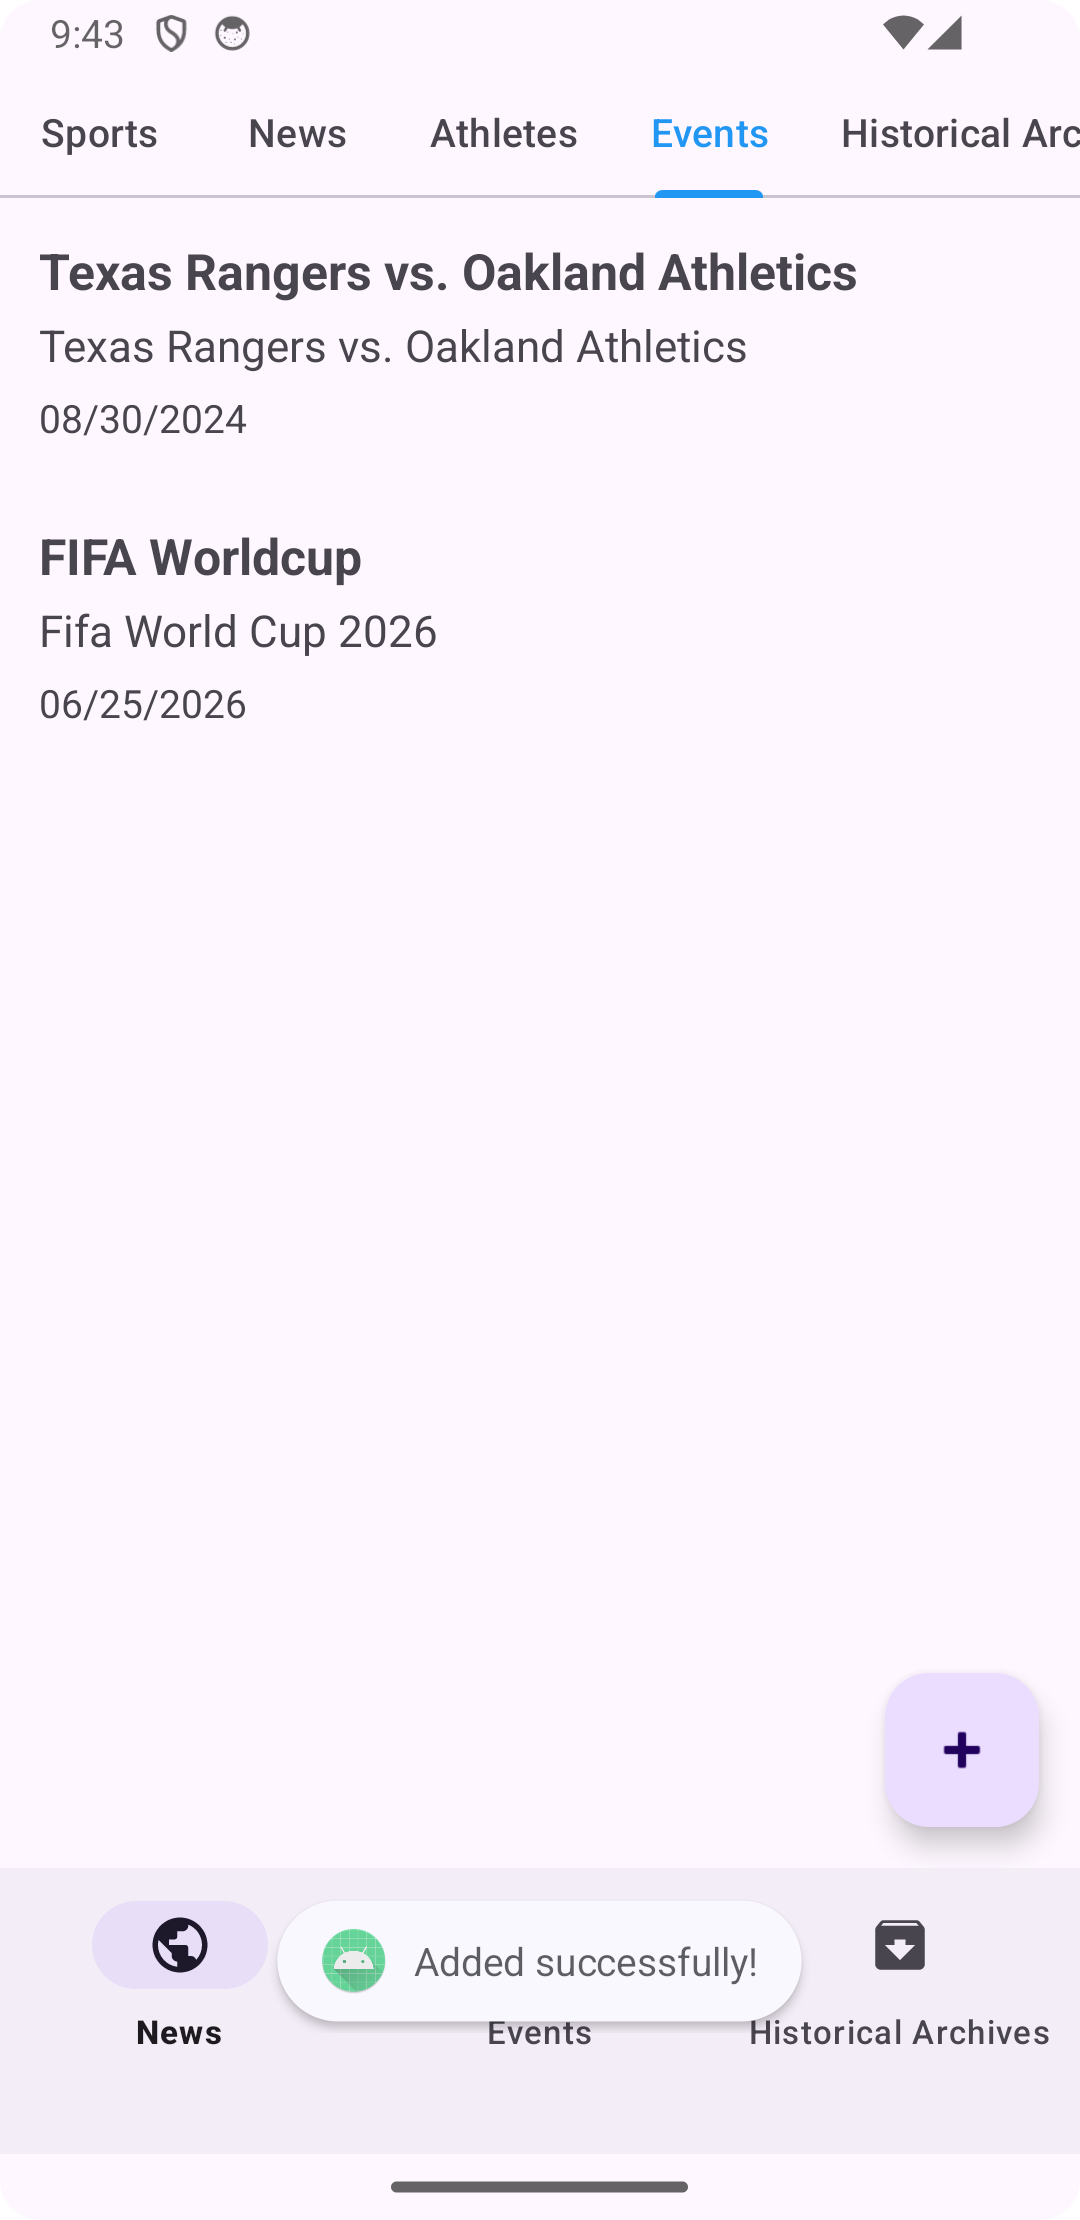 9:43
Sports News Athletes Events Historical Arc
Texas Rangers vs. Oakland Athletics
Texas Rangers vs. Oakland Athletics
08/30/2024
FIFA Worldcup
Fifa World Cup 2026
06/25/2026
Added successfully!
News Events Historical Archives